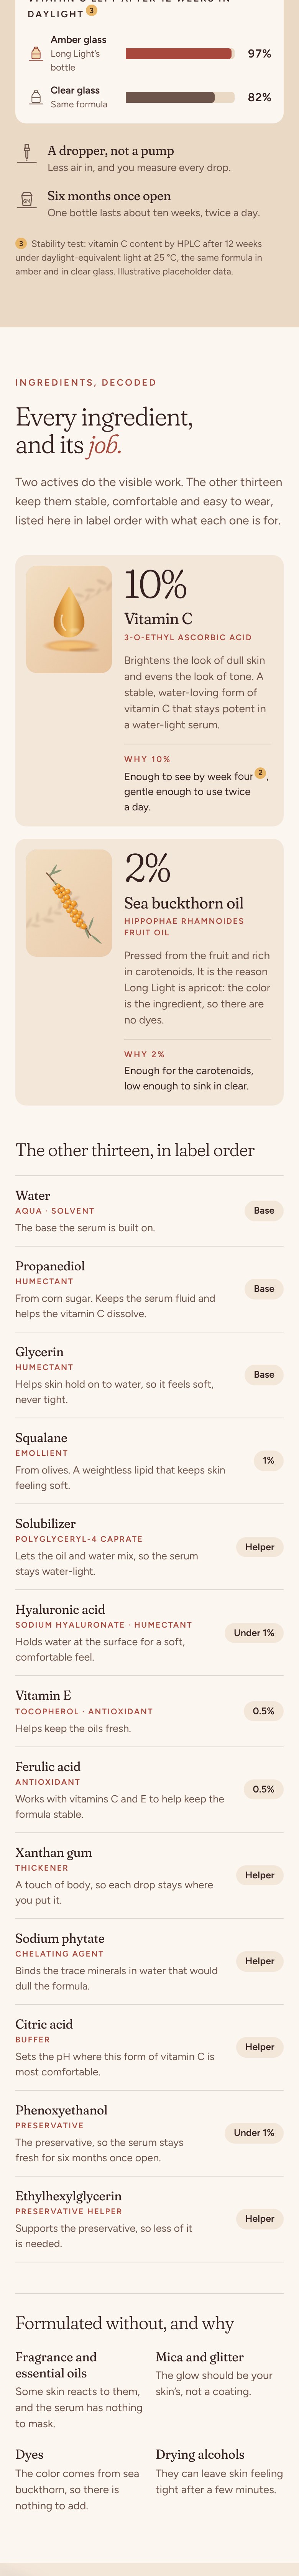 VITAMIN C LEFT AFTER 12 WEEKS IN
DAYLIGHT 3
Amber glass
Long Light's
bottle
97%
Clear glass
Same formula
82%
A dropper, not a pump
Less air in, and you measure every drop.
Six months once open
One bottle lasts about ten weeks, twice a day.
3 Stability test: vitamin C content by HPLC after 12 weeks
under daylight-equivalent light at 25 °C, the same formula in
amber and in clear glass. Illustrative placeholder data.
INGREDIENTS, DECODED
Every ingredient,
and its job.
Two actives do the visible work. The other thirteen
keep them stable, comfortable and easy to wear,
listed here in label order with what each one is for.
10%
Vitamin C
3-O-ETHYL ASCORBIC ACID
Brightens the look of dull skin
and evens the look of tone. A
stable, water-loving form of
vitamin C that stays potent in
a water-light serum.
WHY 10%
Enough to see by week four 2,
gentle enough to use twice
a day.
2%
Sea buckthorn oil
HIPPOPHAE RHAMNOIDES
FRUIT OIL
Pressed from the fruit and rich
in carotenoids. It is the reason
Long Light is apricot: the color
is the ingredient, so there are
no dyes.
WHY 2%
Enough for the carotenoids,
low enough to sink in clear.
The other thirteen, in label order
Water
AQUA · SOLVENT
The base the serum is built on.
Base
Propanediol
HUMECTANT
From corn sugar. Keeps the serum fluid and
helps the vitamin C dissolve.
Base
Glycerin
HUMECTANT
Helps skin hold on to water, so it feels soft,
never tight.
Base
Squalane
EMOLLIENT
From olives. A weightless lipid that keeps skin
feeling soft.
1%
Solubilizer
POLYGLYCERYL-4 CAPRATE
Lets the oil and water mix, so the serum
stays water-light.
Helper
Hyaluronic acid
SODIUM HYALURONATE · HUMECTANT
Holds water at the surface for a soft,
comfortable feel.
Under 1%
Vitamin E
TOCOPHEROL · ANTIOXIDANT
Helps keep the oils fresh.
0.5%
Ferulic acid
ANTIOXIDANT
Works with vitamins C and E to help keep the
formula stable.
0.5%
Xanthan gum
THICKENER
A touch of body, so each drop stays where
you put it.
Helper
Sodium phytate
CHELATING AGENT
Binds the trace minerals in water that would
dull the formula.
Helper
Citric acid
BUFFER
Sets the pH where this form of vitamin C is
most comfortable.
Helper
Phenoxyethanol
PRESERVATIVE
The preservative, so the serum stays
fresh for six months once open.
Under 1%
Ethylhexylglycerin
PRESERVATIVE HELPER
Supports the preservative, so less of it
is needed.
Helper
Formulated without, and why
Fragrance and
essential oils
Some skin reacts to them,
and the serum has nothing
to mask.
Mica and glitter
The glow should be your
skin's, not a coating.
Dyes
The color comes from sea
buckthorn, so there is
nothing to add.
Drying alcohols
They can leave skin feeling
tight after a few minutes.